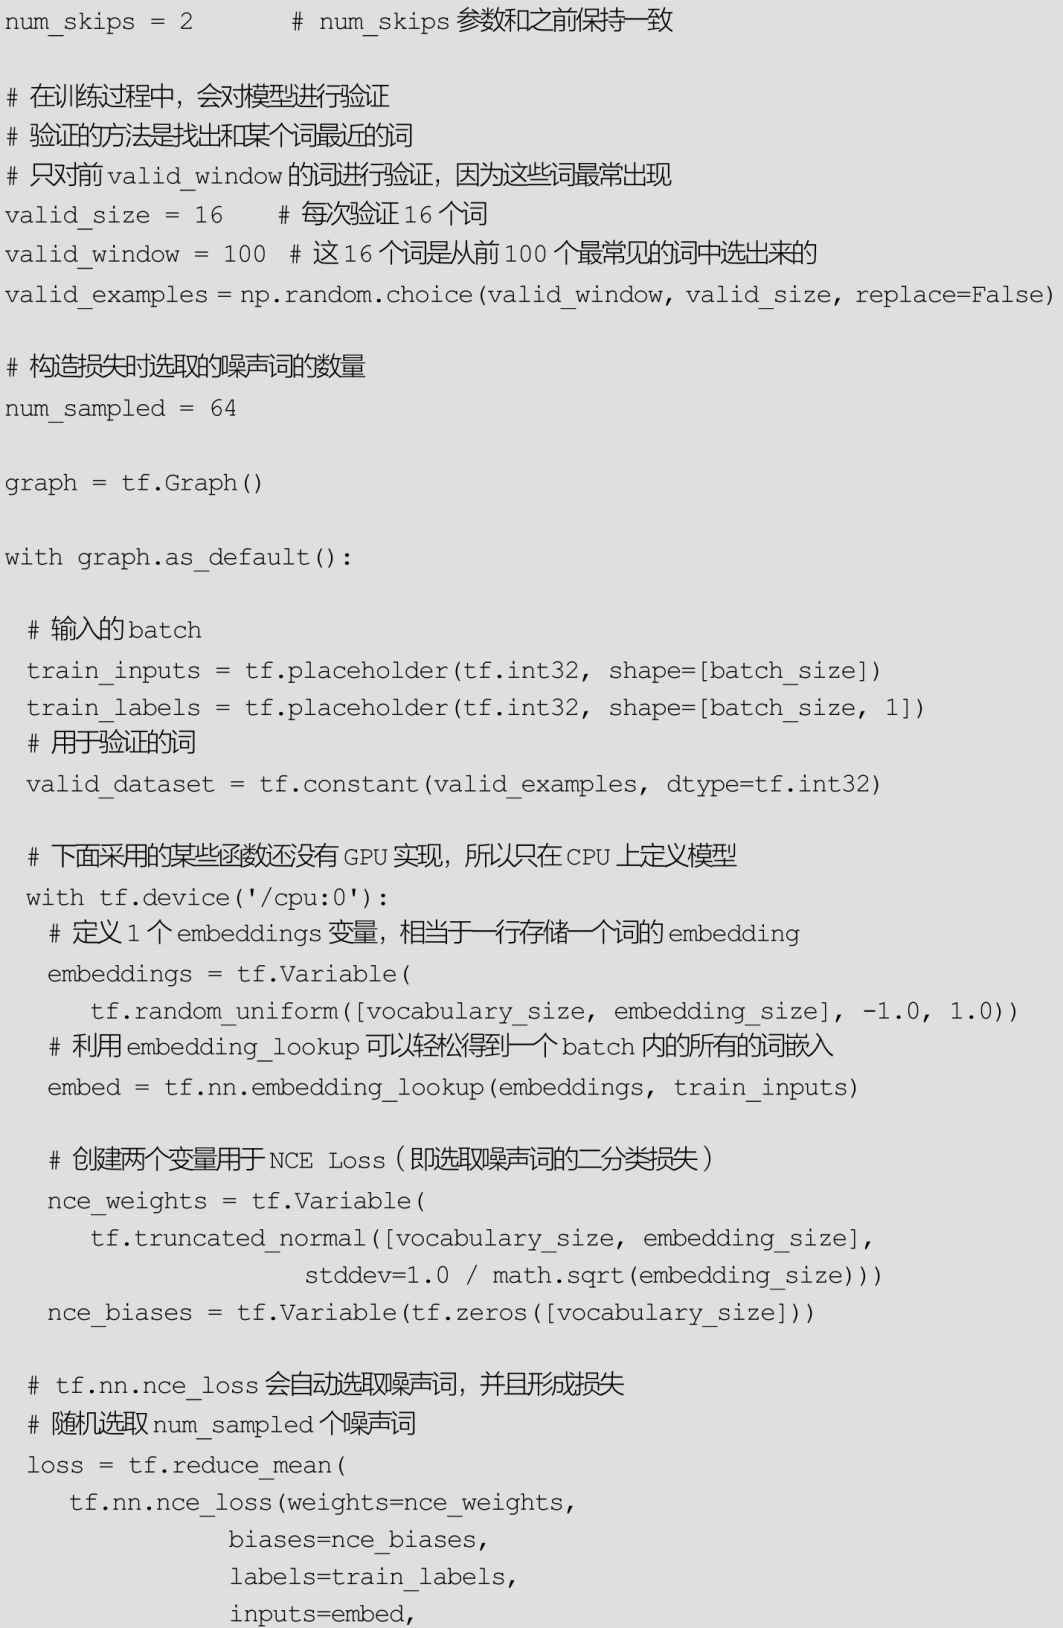 num_skips = 2 # num_skips 参数和之前保持一致
# 在训练过程中，会对模型进行验证
# 验证的方法是找出和某个词最近的词
# 只对前 valid_window 的词进行验证，因为这些词最常出现
valid_size = 16 # 每次验证 16 个词
valid_window = 100 # 这 16 个词是从前 100 个最常见的词中选出来的
valid_examples = np.random.choice(valid_window, valid_size, replace=False)
# 构造损失时选取的噪声词的数量
num_sampled = 64
graph = tf.Graph()
with graph.as_default():
# 输入的 batch
train_inputs = tf.placeholder(tf.int32, shape=[batch_size])
train_labels = tf.placeholder(tf.int32, shape=[batch_size, 1])
# 用于验证的词
valid_dataset = tf.constant(valid_examples, dtype=tf.int32)
# 下面采用的某些函数还没有 GPU 实现，所以只在 CPU 上定义模型
with tf.device('/cpu:0'):
# 定义 1 个 embeddings 变量，相当于一行存储一个词的 embedding
embeddings = tf.Variable(
tf.random_uniform([vocabulary_size, embedding_size], -1.0, 1.0))
# 利用 embedding_lookup 可以轻松得到一个 batch 内的所有的词嵌入
embed = tf.nn.embedding_lookup(embeddings, train_inputs)
# 创建两个变量用于 NCE Loss（即选取噪声词的二分类损失）
nce_weights = tf.Variable(
tf.truncated_normal([vocabulary_size, embedding_size],
stddev=1.0 / math.sqrt(embedding_size)))
nce_biases = tf.Variable(tf.zeros([vocabulary_size]))
# tf.nn.nce_loss 会自动选取噪声词，并且形成损失
# 随机选取 num_sampled 个噪声词
loss = tf.reduce_mean(
tf.nn.nce_loss(weights=nce_weights,
biases=nce_biases,
labels=train_labels,
inputs=embed,